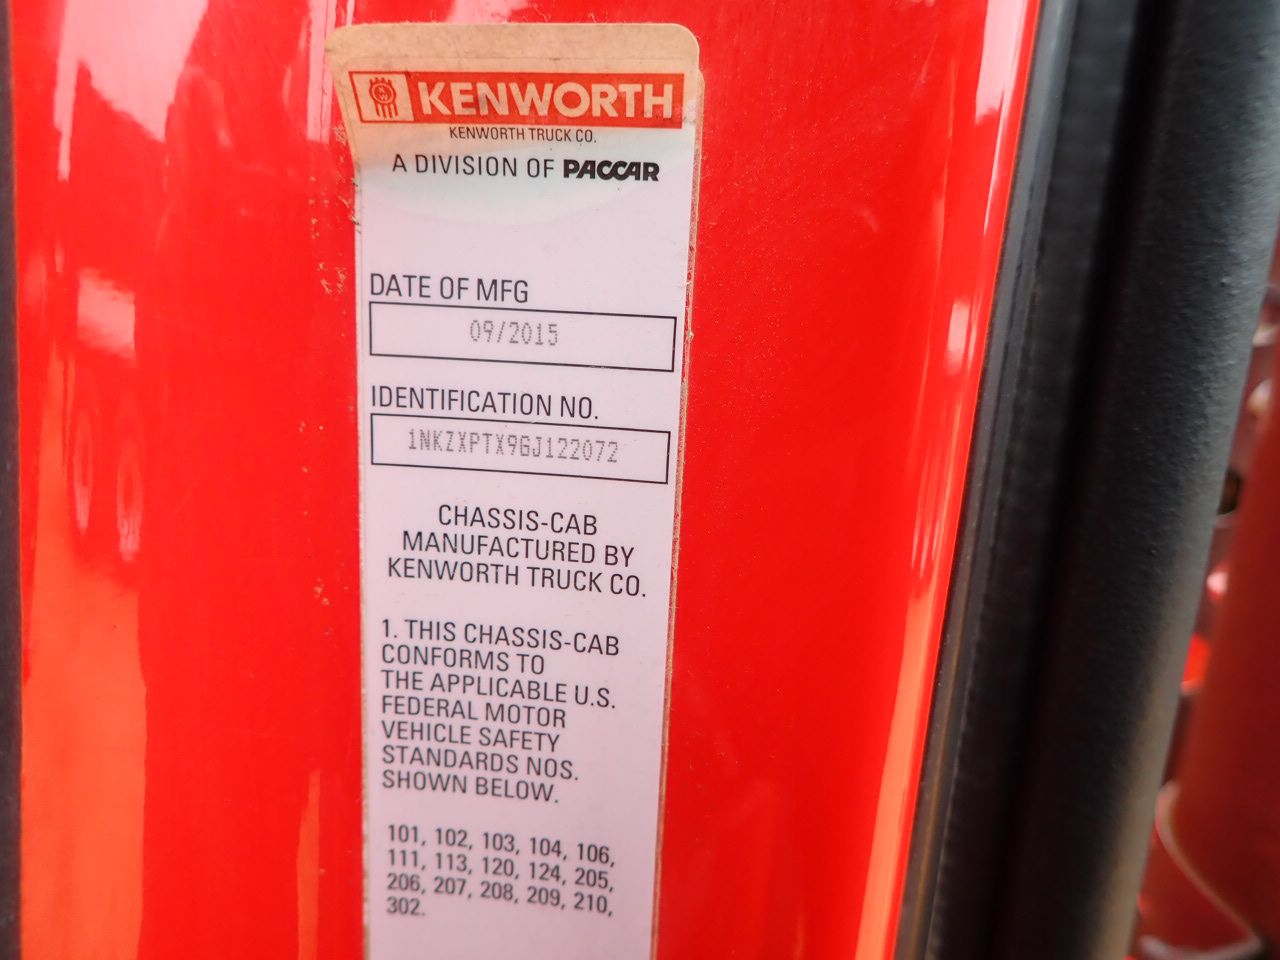 KENWORTH
KENWORTH TRUCK CO.
A DIVISION OF PACCAR
DATE OF MFG
09/2015
IDENTIFICATION NO.
1NKZXPTX9GJ122072
CHASSIS-CAB
MANUFACTURED BY
KENWORTH TRUCK CO.
1. THIS CHASSIS-CAB
CONFORMS TO
THE APPLICABLE U.S.
FEDERAL MOTOR
VEHICLE SAFETY
STANDARDS NOS.
SHOWN BELOW.
101, 102, 103, 104, 106,
111, 113, 120, 124, 205,
206, 207, 208, 209, 210,
302.